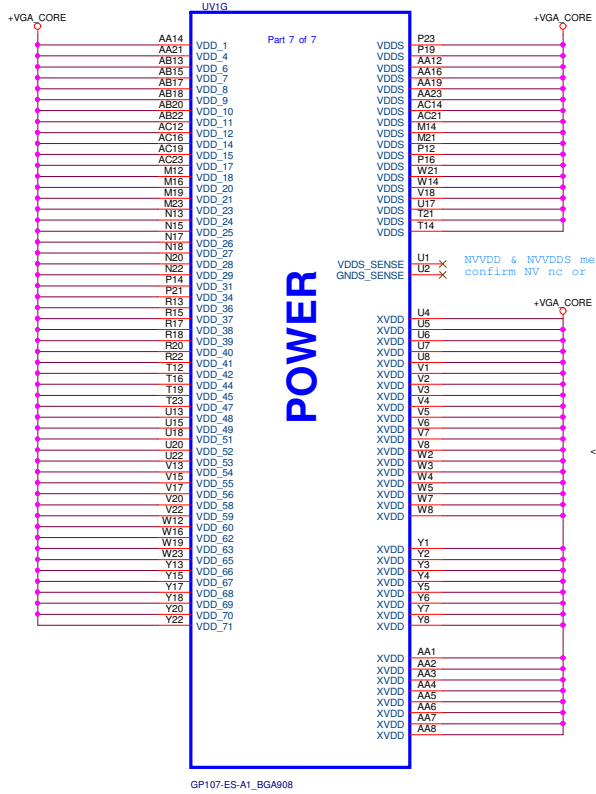 UV1G
+VGA_CORE
AA14 VDD_1
AA21 VDD_4
AB13 VDD_6
AB15 VDD_7
AB17 VDD_8
AB18 VDD_9
AB20 VDD_10
AB22 VDD_11
AC12 VDD_12
AC16 VDD_14
AC19 VDD_15
AC23 VDD_17
M12 VDD_18
M16 VDD_20
M19 VDD_21
M23 VDD_23
N13 VDD_24
N15 VDD_25
N17 VDD_26
N18 VDD_27
N20 VDD_28
N22 VDD_29
P14 VDD_31
P21 VDD_34
R13 VDD_36
R15 VDD_37
R17 VDD_38
R18 VDD_39
R20 VDD_40
R22 VDD_41
T12 VDD_42
T16 VDD_44
T19 VDD_45
T23 VDD_47
U13 VDD_48
U15 VDD_49
U18 VDD_51
U20 VDD_52
U22 VDD_53
V13 VDD_54
V15 VDD_55
V17 VDD_56
V20 VDD_58
V22 VDD_59
W12 VDD_60
W16 VDD_62
W19 VDD_63
W23 VDD_65
Y13 VDD_66
Y15 VDD_67
Y17 VDD_68
Y18 VDD_69
Y20 VDD_70
Y22 VDD_71
Part 7 of 7
POWER
+VGA_CORE
VDDS P23
VDDS P19
VDDS AA12
VDDS AA16
VDDS AA19
VDDS AA23
VDDS AC14
VDDS AC21
VDDS M14
VDDS M21
VDDS P12
VDDS P16
VDDS W21
VDDS W14
VDDS V18
VDDS U17
VDDS T21
VDDS T14
VDDS_SENSE U1
GNDS_SENSE U2
NVVDD & NVVDDS me
confirm NV nc or
+VGA_CORE
XVDD U4
XVDD U5
XVDD U6
XVDD U7
XVDD U8
XVDD V1
XVDD V2
XVDD V3
XVDD V4
XVDD V5
XVDD V6
XVDD V7
XVDD V8
XVDD W2
XVDD W3
XVDD W4
XVDD W5
XVDD W7
XVDD W8
<
XVDD Y1
XVDD Y2
XVDD Y3
XVDD Y4
XVDD Y5
XVDD Y6
XVDD Y7
XVDD Y8
XVDD AA1
XVDD AA2
XVDD AA3
XVDD AA4
XVDD AA5
XVDD AA6
XVDD AA7
XVDD AA8
GP107-ES-A1_BGA908